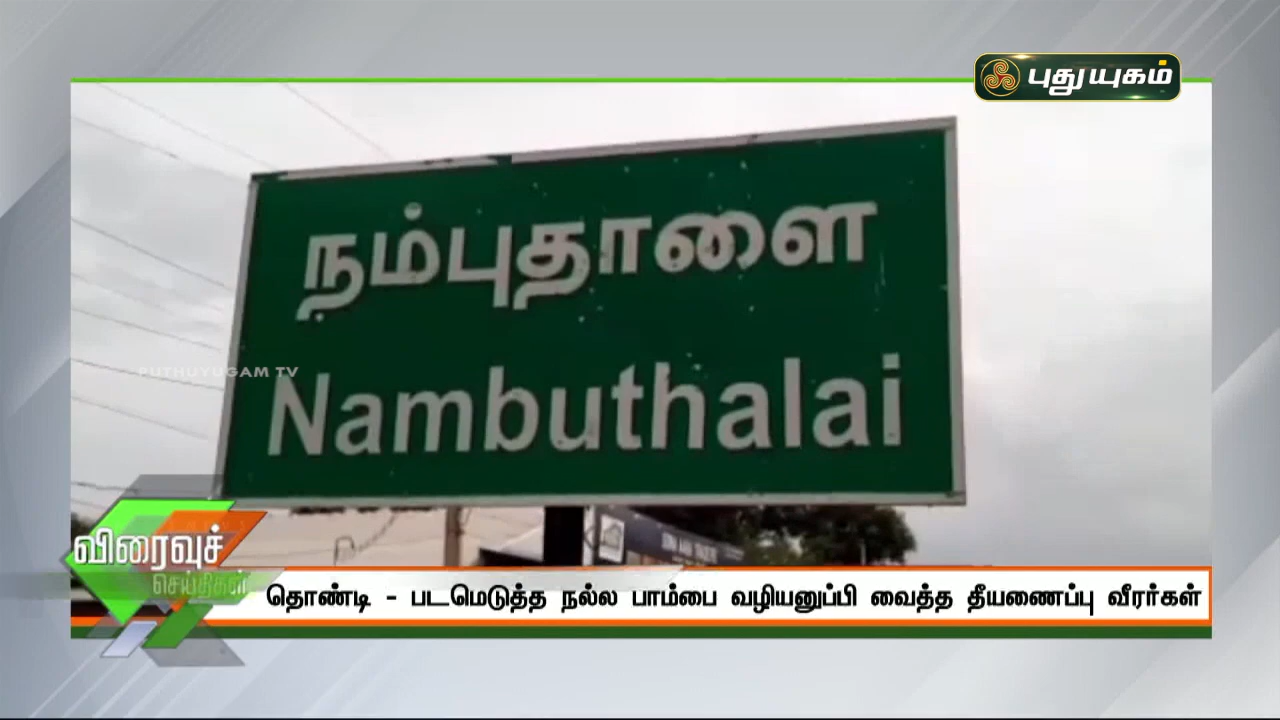 புதுயுகம்
நம்புதாளை
PUTHUYUGAM TV
Nambuthalai
விரைவுச்
செய்திகள்
தொண்டி - படமெடுத்த நல்ல பாம்பை வழியனுப்பி வைத்த தீயணைப்பு வீரர்கள்